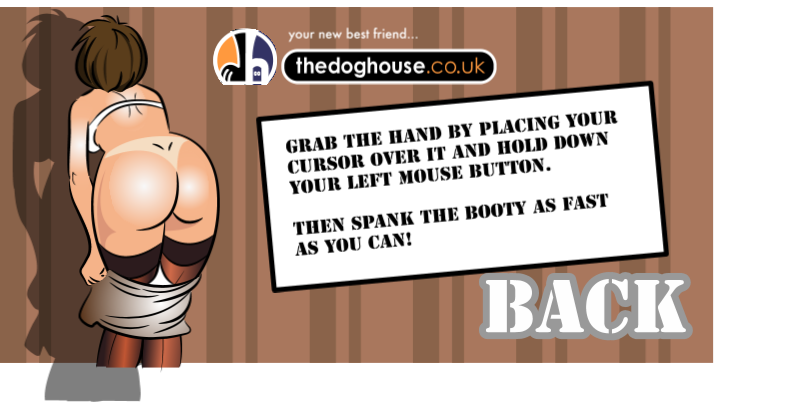 your new best friend...
thedoghouse.co.uk
GRAB THE HAND BY PLACING YOUR
CURSOR OVER IT AND HOLD DOWN
YOUR LEFT MOUSE BUTTON.
THEN SPANK THE BOOTY AS FAST
AS YOU CAN!
BACK